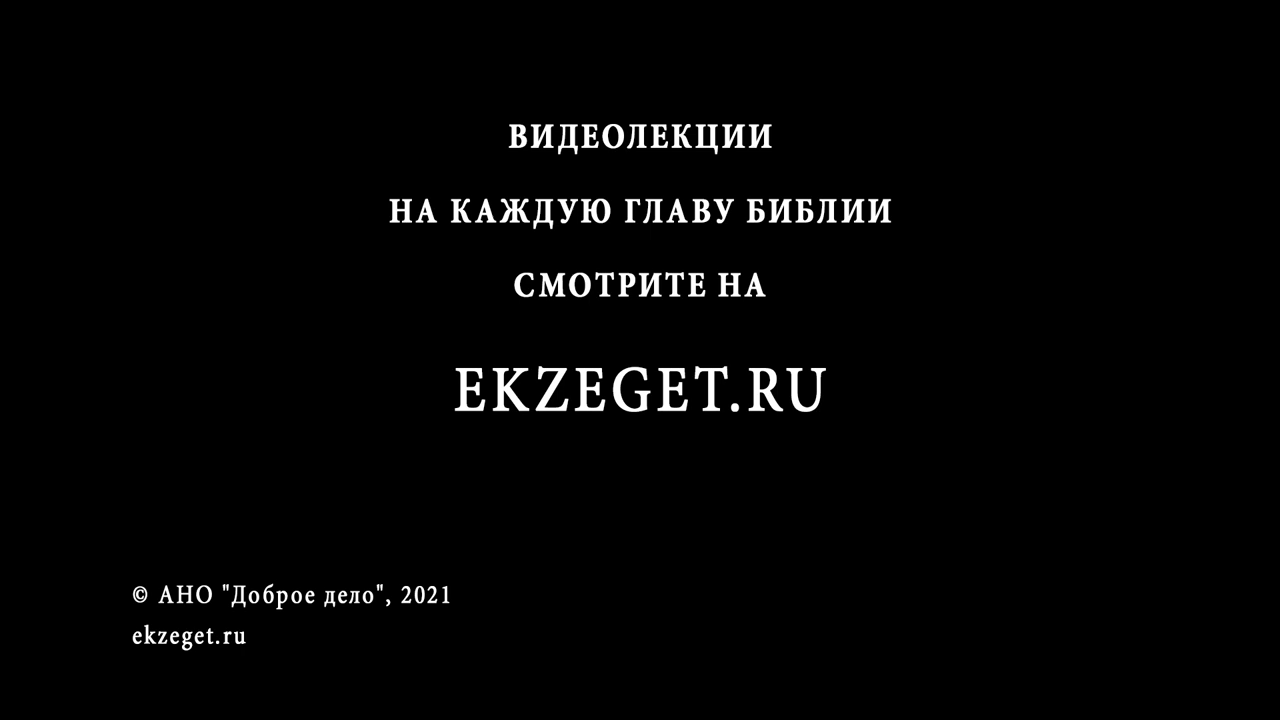 ВИДЕОЛЕКЦИИ
НА КАЖДУЮ ГЛАВУ БИБЛИИ
СМОТРИТЕ НА
EKZEGET.RU
© АНО "Доброе дело", 2021
ekzeget.ru